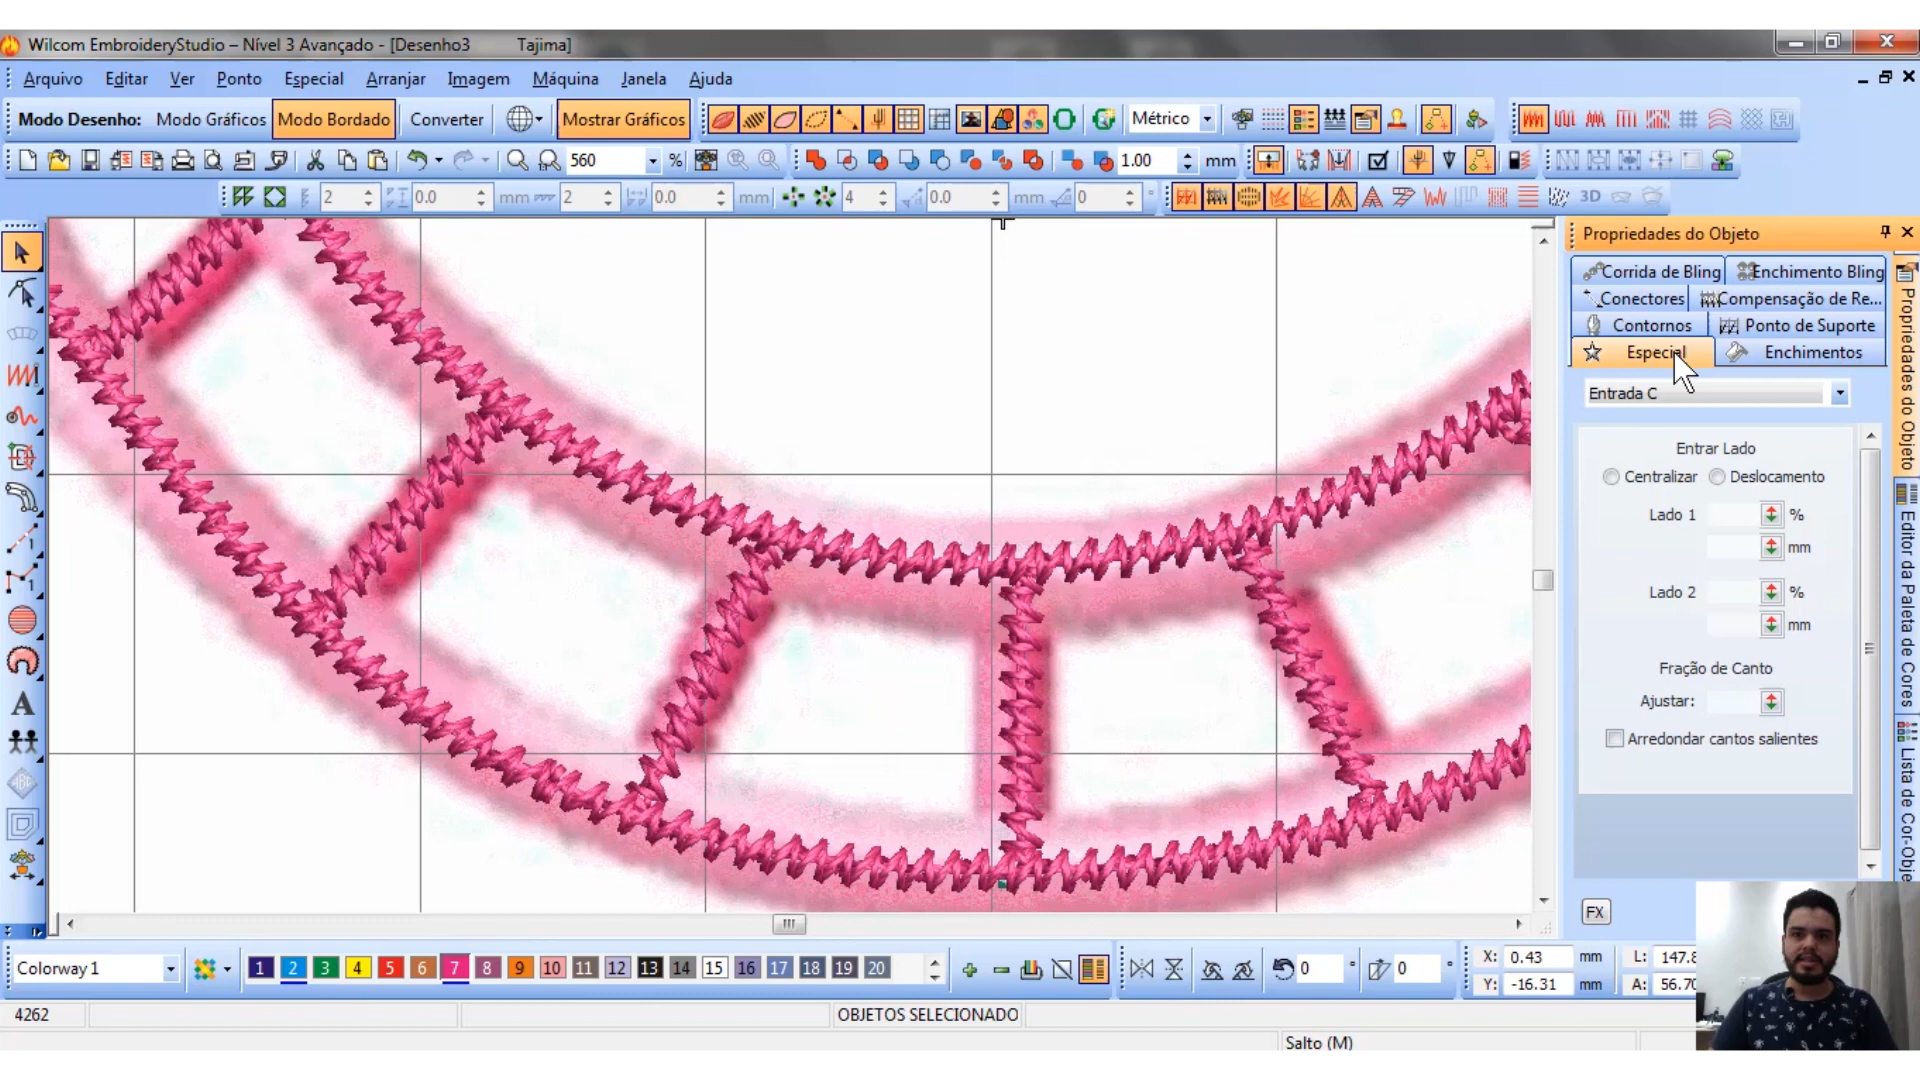 Wilcom EmbroideryStudio – Nível 3 Avançado - [Desenho3 Tajima]
Arquivo Editar Ver Ponto Especial Arranjar Imagem Máquina Janela Ajuda
Modo Desenho: Modo Gráficos Modo Bordado Converter Mostrar Gráficos Métrico
560 % 1.00 mm
2 0.0 mm 2 0.0 mm 4 0.0 mm 0 ° 3D
Propriedades do Objeto
Corrida de Bling Enchimento Bling
Conectores Compensação de Re...
Contornos Ponto de Suporte
Especial Enchimentos
Entrada C
Entrar Lado
Centralizar Deslocamento
Lado 1 %
mm
Lado 2 %
mm
Fração de Canto
Ajustar:
Arredondar cantos salientes
FX
Propriedades do Objeto
Editor da Paleta de Cores
Lista de Cor-Obje
Colorway 1 1 2 3 4 5 6 7 8 9 10 11 12 13 14 15 16 17 18 19 20 0 ° 0 °
X: 0.43 mm L: 147.8
Y: -16.31 mm A: 56.70
4262 OBJETOS SELECIONADO
Salto (M)